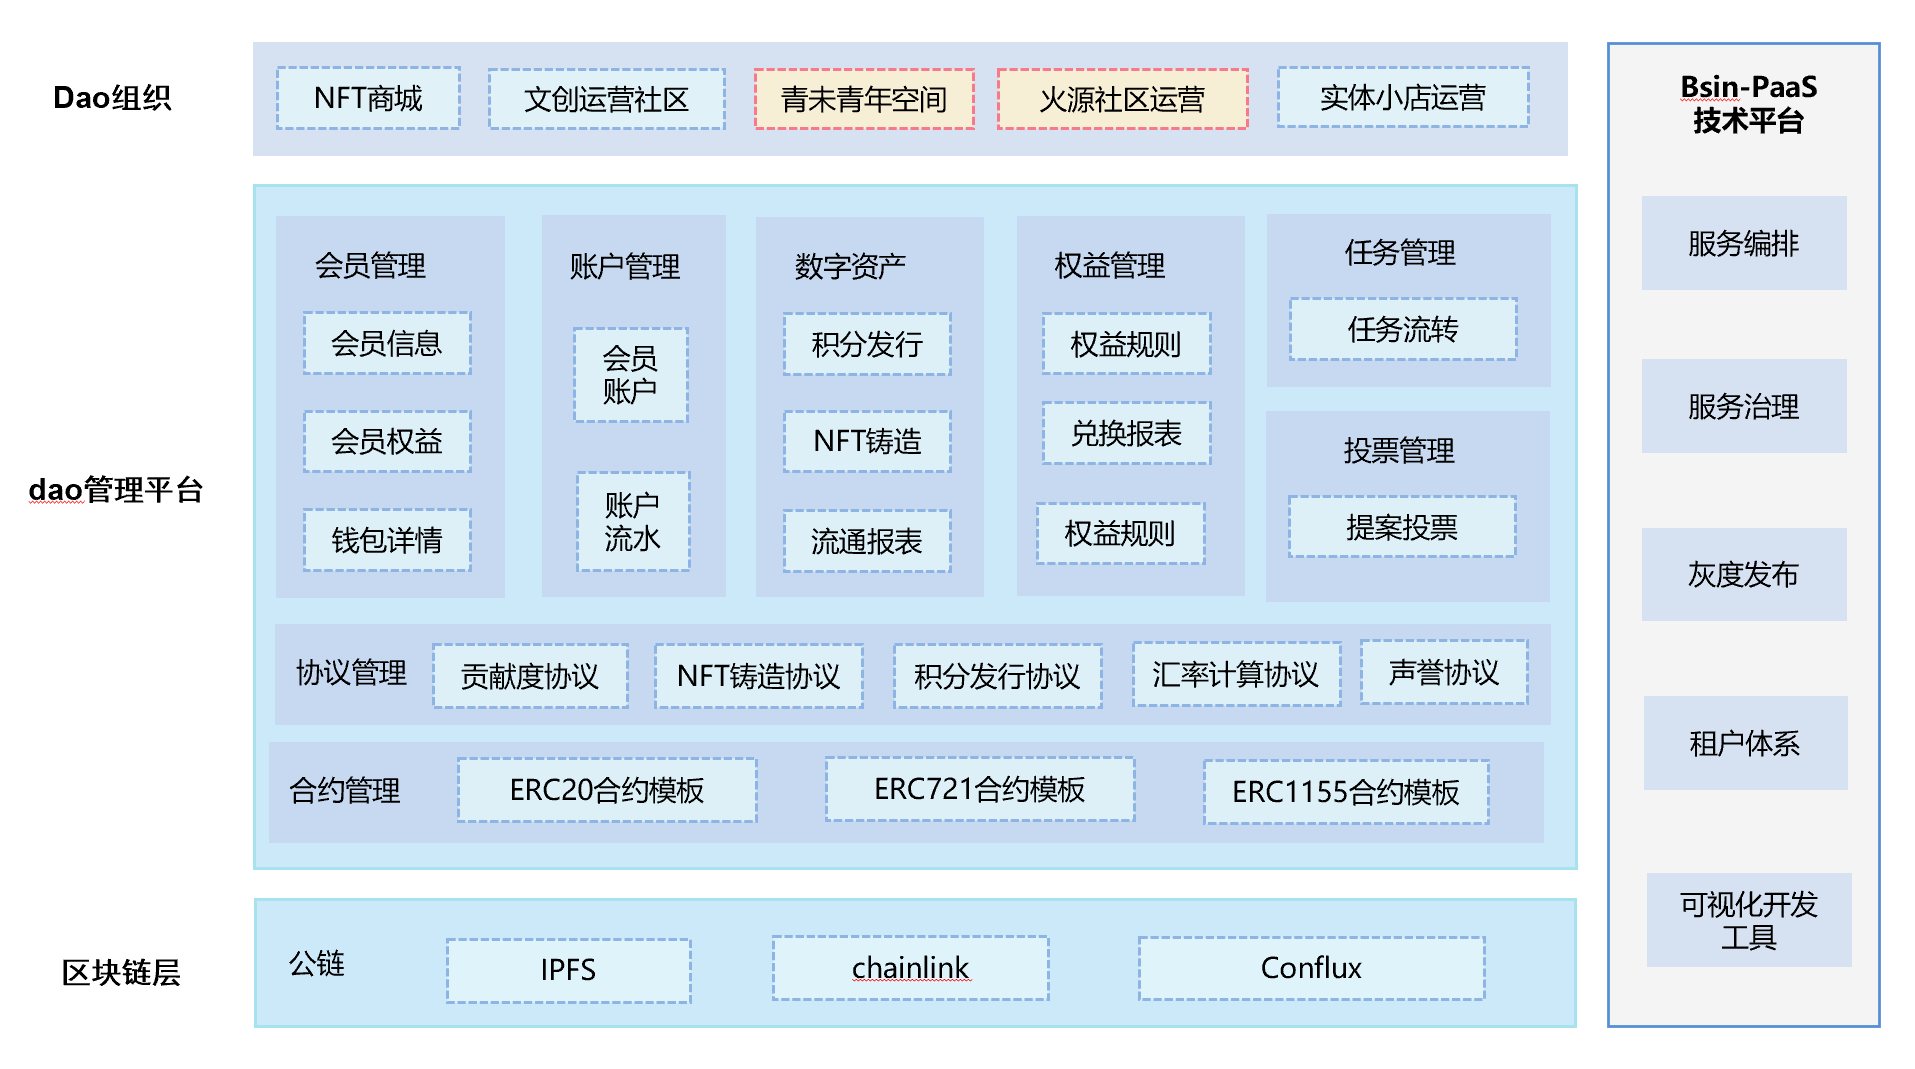 Dao组织
NFT商城
文创运营社区
青未青年空间
火源社区运营
实体小店运营
dao管理平台
会员管理
会员信息
会员权益
钱包详情
账户管理
会员
账户
账户
流水
数字资产
积分发行
NFT铸造
流通报表
权益管理
权益规则
兑换报表
权益规则
任务管理
任务流转
投票管理
提案投票
协议管理
贡献度协议
NFT铸造协议
积分发行协议
汇率计算协议
声誉协议
合约管理
ERC20合约模板
ERC721合约模板
ERC1155合约模板
区块链层
公链
IPFS
chainlink
Conflux
Bsin-PaaS
技术平台
服务编排
服务治理
灰度发布
租户体系
可视化开发
工具